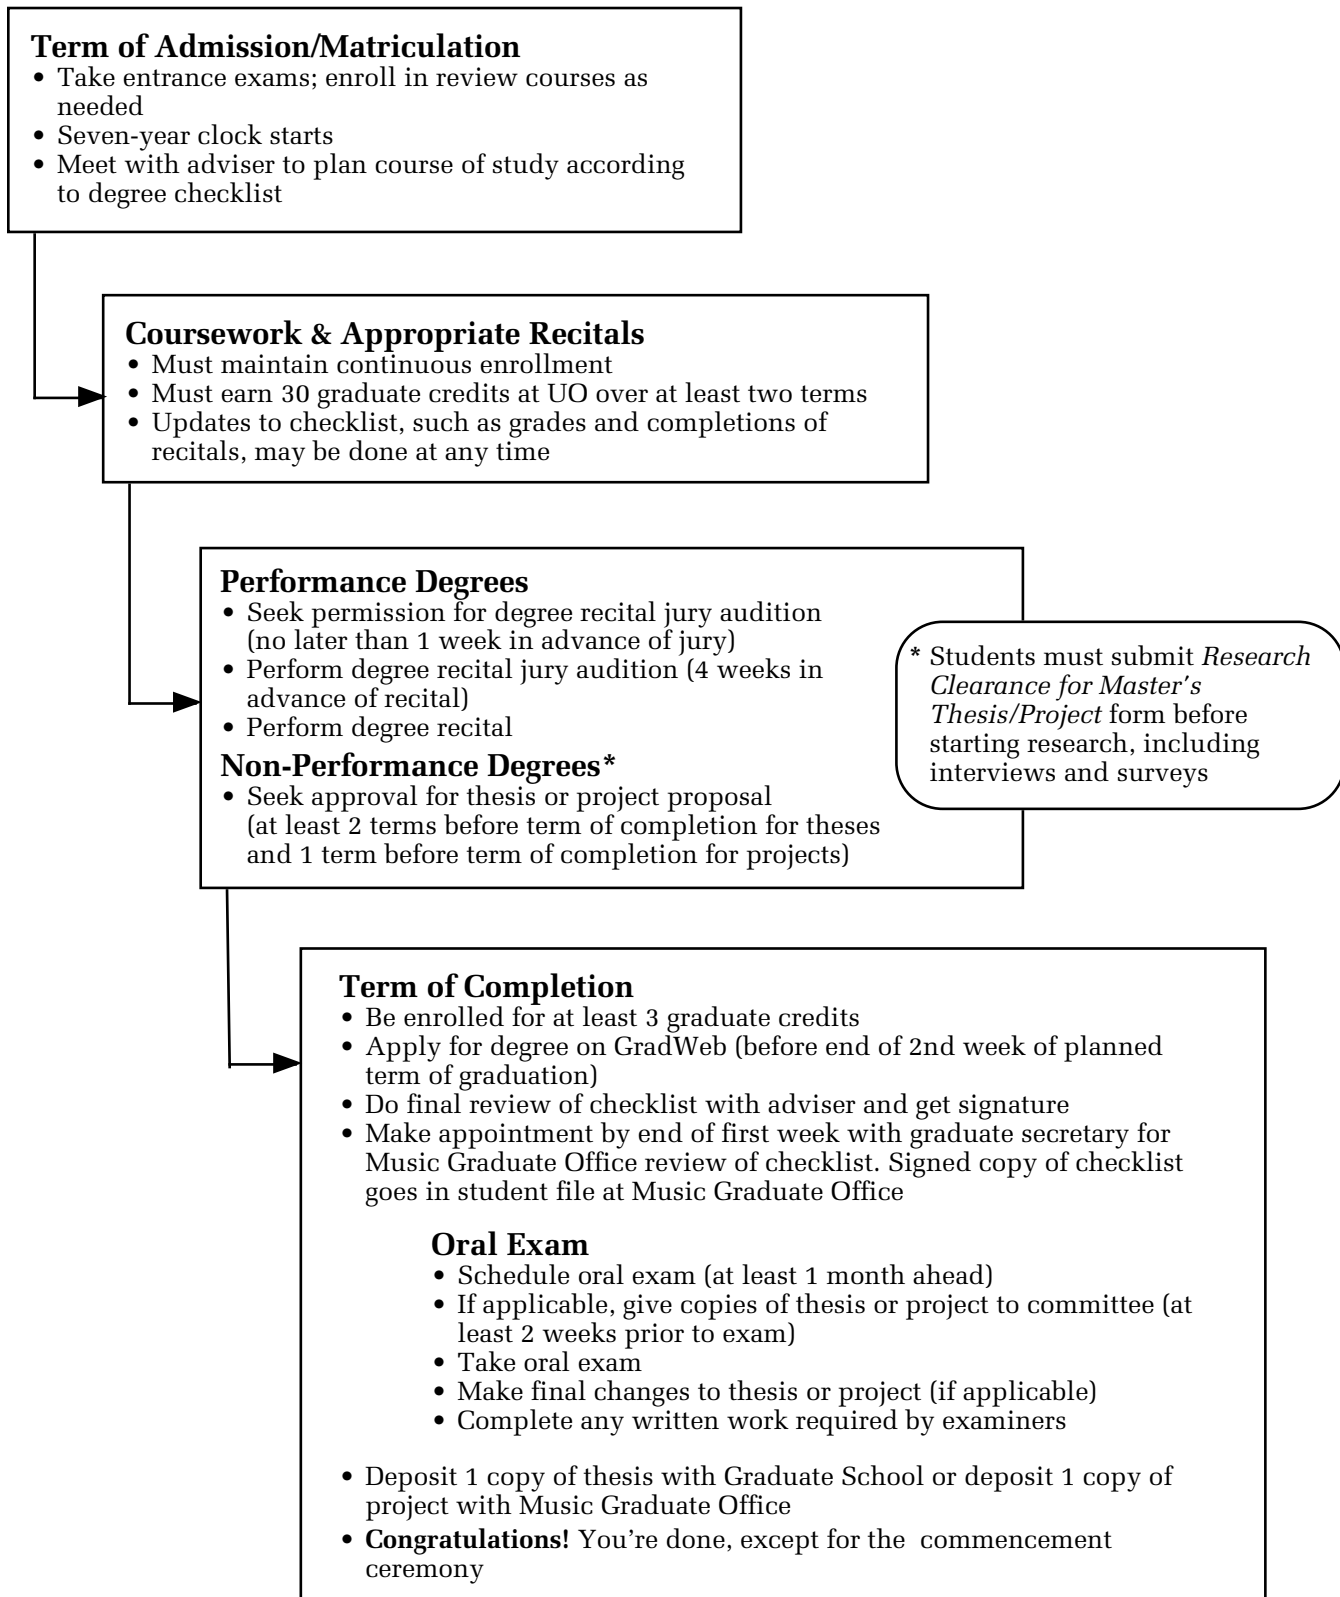 Term of Admission/Matriculation
• Take entrance exams; enroll in review courses as
needed
• Seven-year clock starts
• Meet with adviser to plan course of study according
to degree checklist
Coursework & Appropriate Recitals
• Must maintain continuous enrollment
• Must earn 30 graduate credits at UO over at least two terms
• Updates to checklist, such as grades and completions of
recitals, may be done at any time
Performance Degrees
• Seek permission for degree recital jury audition
(no later than 1 week in advance of jury)
• Perform degree recital jury audition (4 weeks in
advance of recital)
• Perform degree recital
Non-Performance Degrees*
• Seek approval for thesis or project proposal
(at least 2 terms before term of completion for theses
and 1 term before term of completion for projects)
* Students must submit Research
Clearance for Master's
Thesis/Project form before
starting research, including
interviews and surveys
Term of Completion
• Be enrolled for at least 3 graduate credits
• Apply for degree on GradWeb (before end of 2nd week of planned
term of graduation)
• Do final review of checklist with adviser and get signature
• Make appointment by end of first week with graduate secretary for
Music Graduate Office review of checklist. Signed copy of checklist
goes in student file at Music Graduate Office
Oral Exam
• Schedule oral exam (at least 1 month ahead)
• If applicable, give copies of thesis or project to committee (at
least 2 weeks prior to exam)
• Take oral exam
• Make final changes to thesis or project (if applicable)
• Complete any written work required by examiners
• Deposit 1 copy of thesis with Graduate School or deposit 1 copy of
project with Music Graduate Office
• Congratulations! You're done, except for the commencement
ceremony